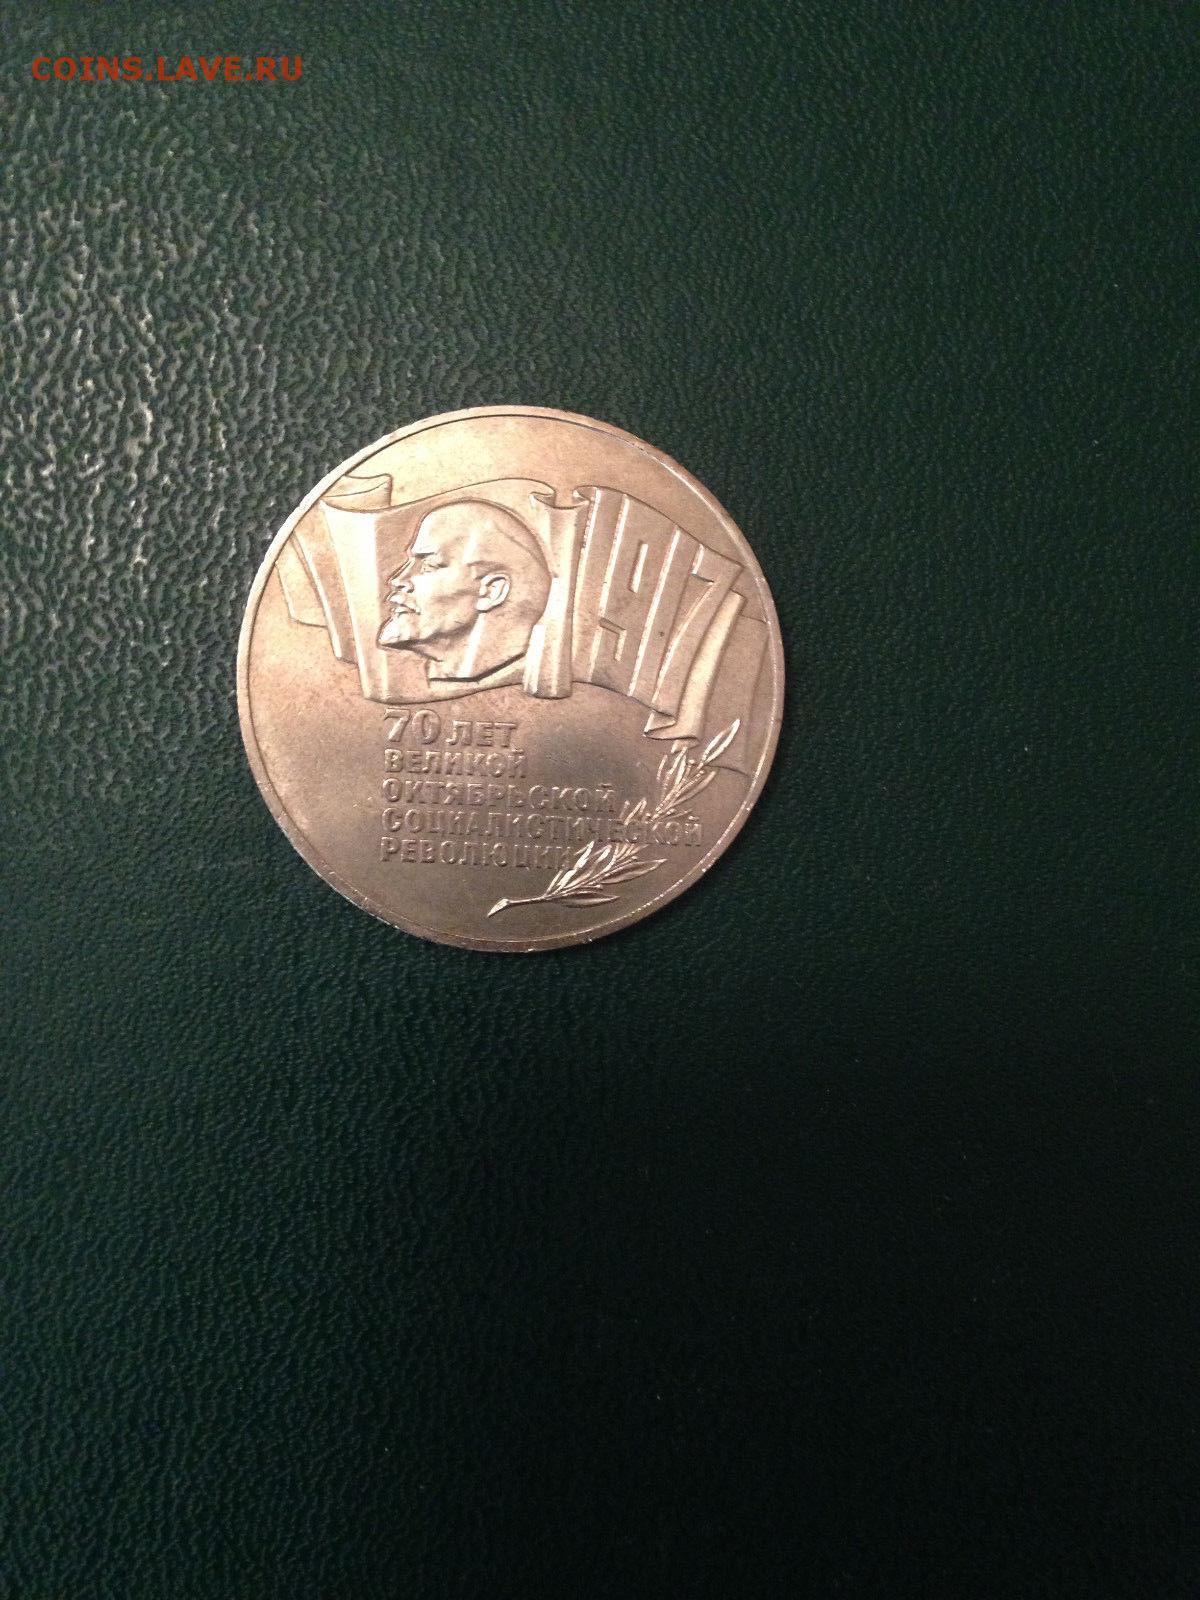 COINS.LAVE.RU
1917
70 ЛЕТ
ВЕЛИКОЙ
ОКТЯБРЬСКОЙ
СОЦИАЛИСТИЧЕСКОЙ
РЕВОЛЮЦИИ